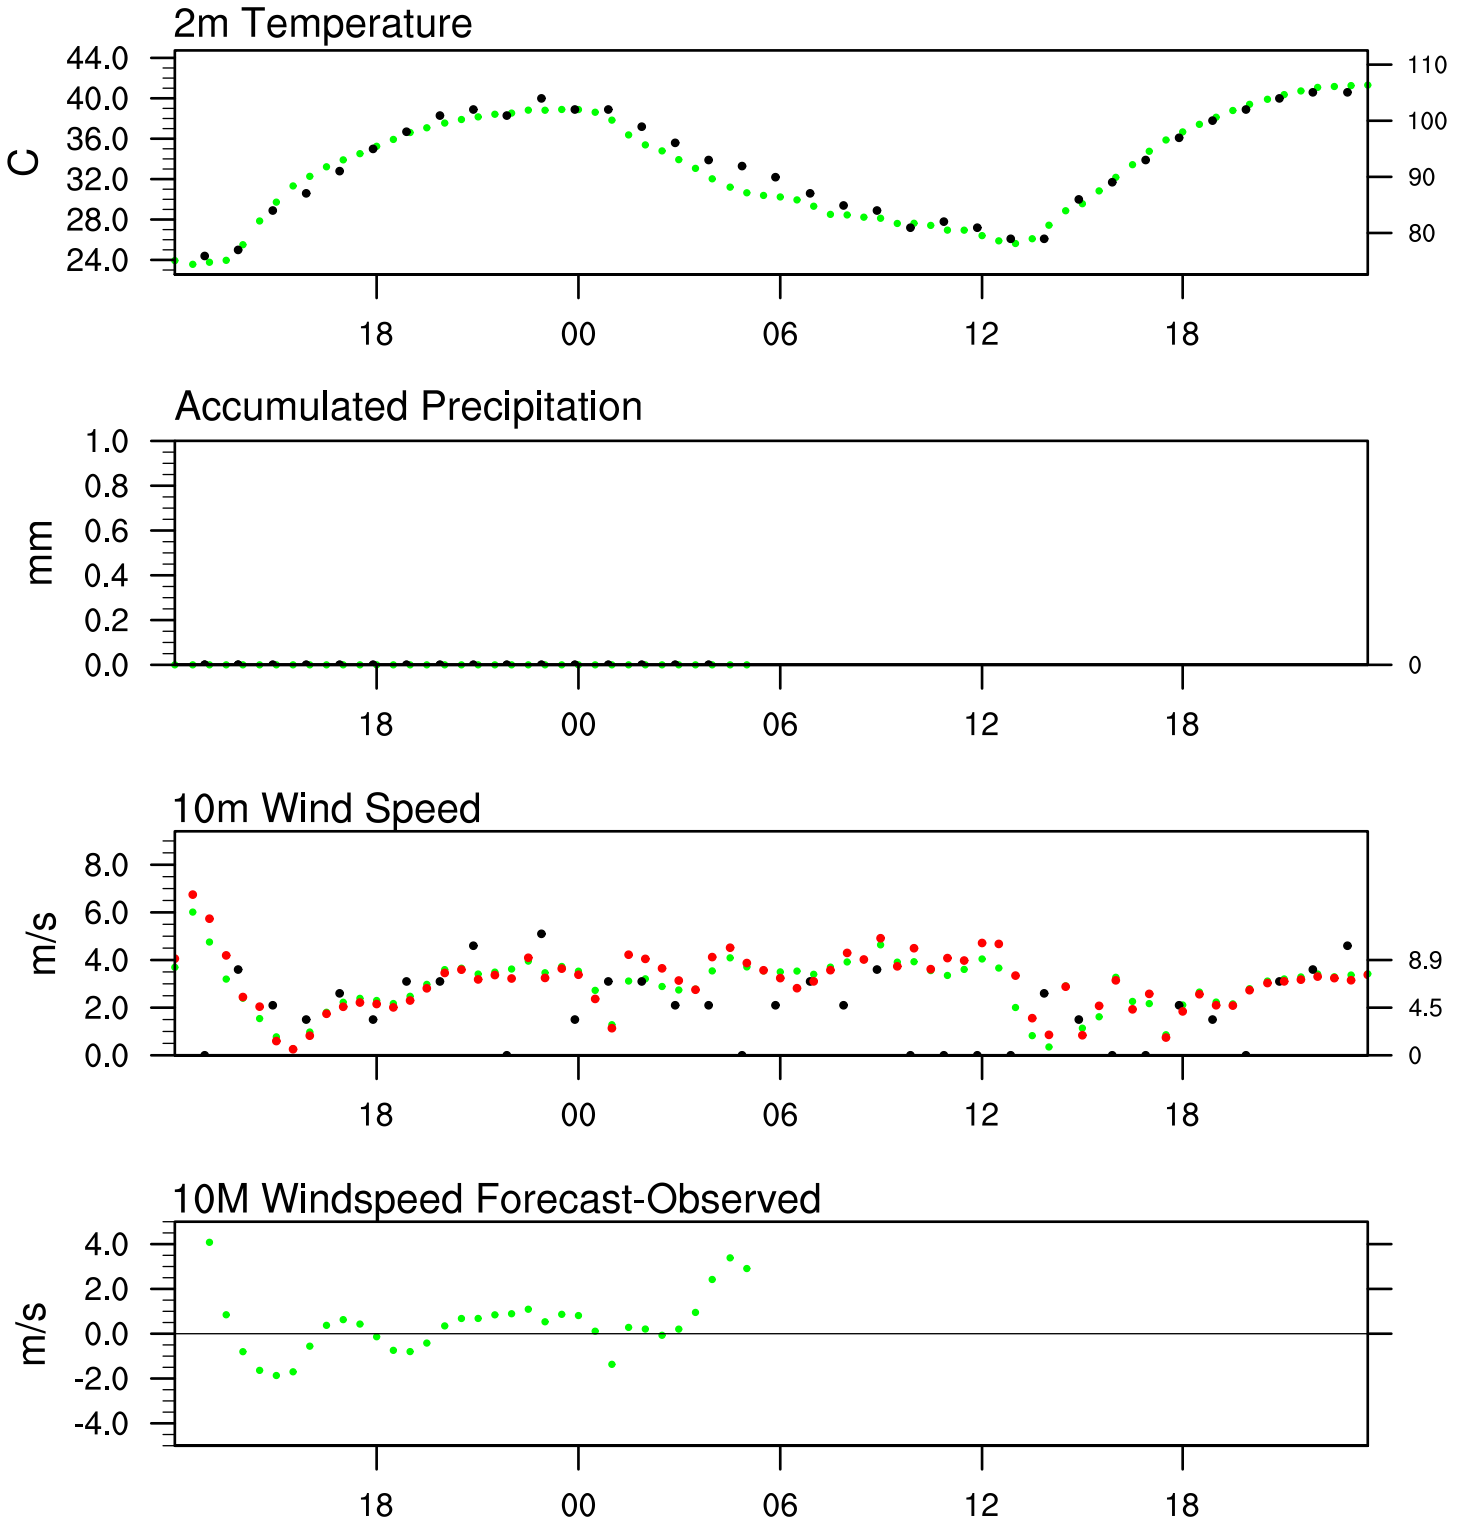 2m Temperature
44.0
40.0
36.0
32.0
28.0
24.0
C
110
100
90
80
18 00 06 12 18
Accumulated Precipitation
1.0
0.8
0.6
0.4
0.2
0.0
mm
0
18 00 06 12 18
10m Wind Speed
8.0
6.0
4.0
2.0
0.0
m/s
8.9
4.5
0
18 00 06 12 18
10M Windspeed Forecast-Observed
4.0
2.0
0.0
-2.0
-4.0
m/s
18 00 06 12 18